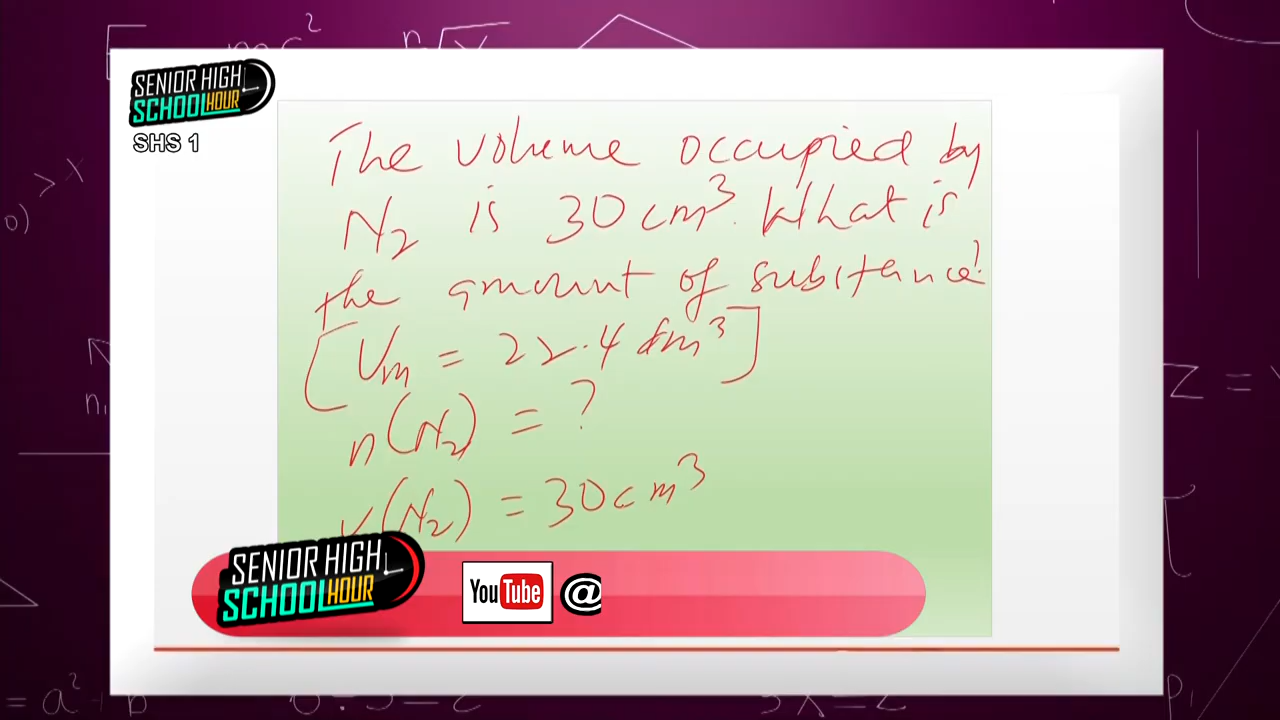 SENIOR HIGH
SCHOOL HOUR
SHS 1
The volume occupied by
N₂ is 30cm³. What is
the amount of substance?
[Vm = 22.4 dm³]
n(N₂) = ?
v(N₂) = 30cm³
SENIOR HIGH
SCHOOL HOUR
YouTube @